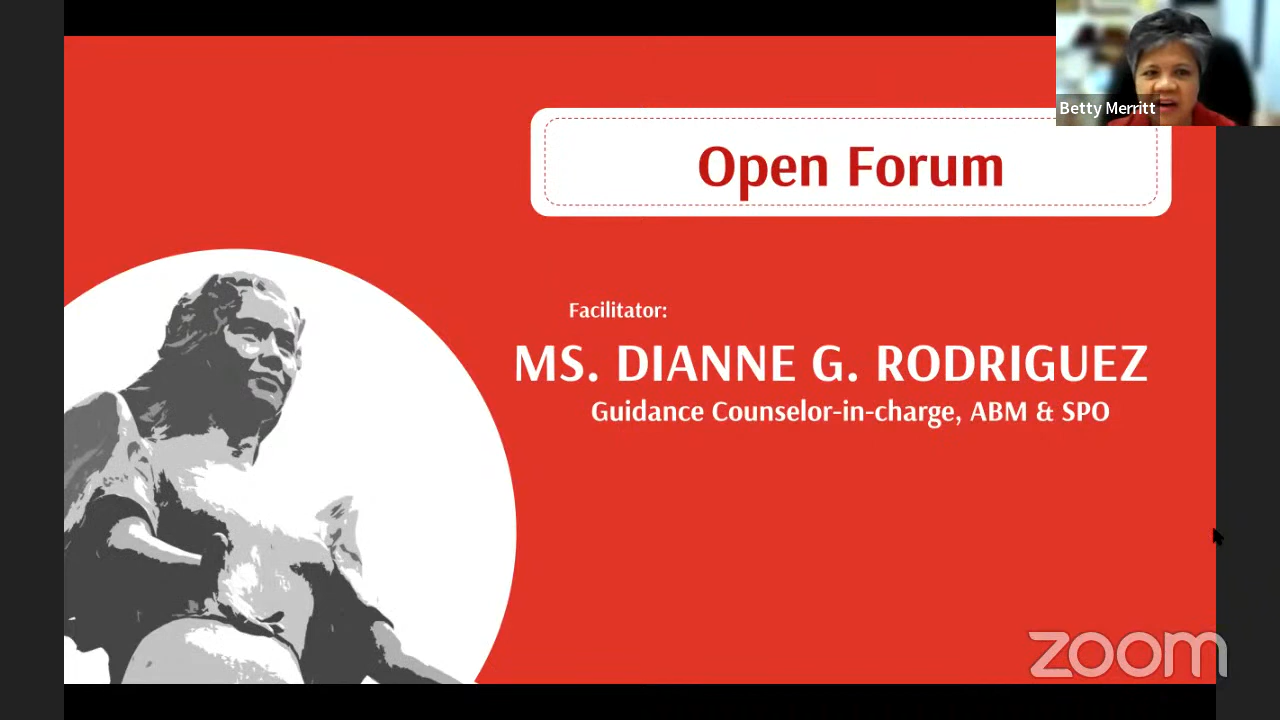 Betty Merritt
Open Forum
Facilitator:
MS. DIANNE G. RODRIGUEZ
Guidance Counselor-in-charge, ABM & SPO
zoom